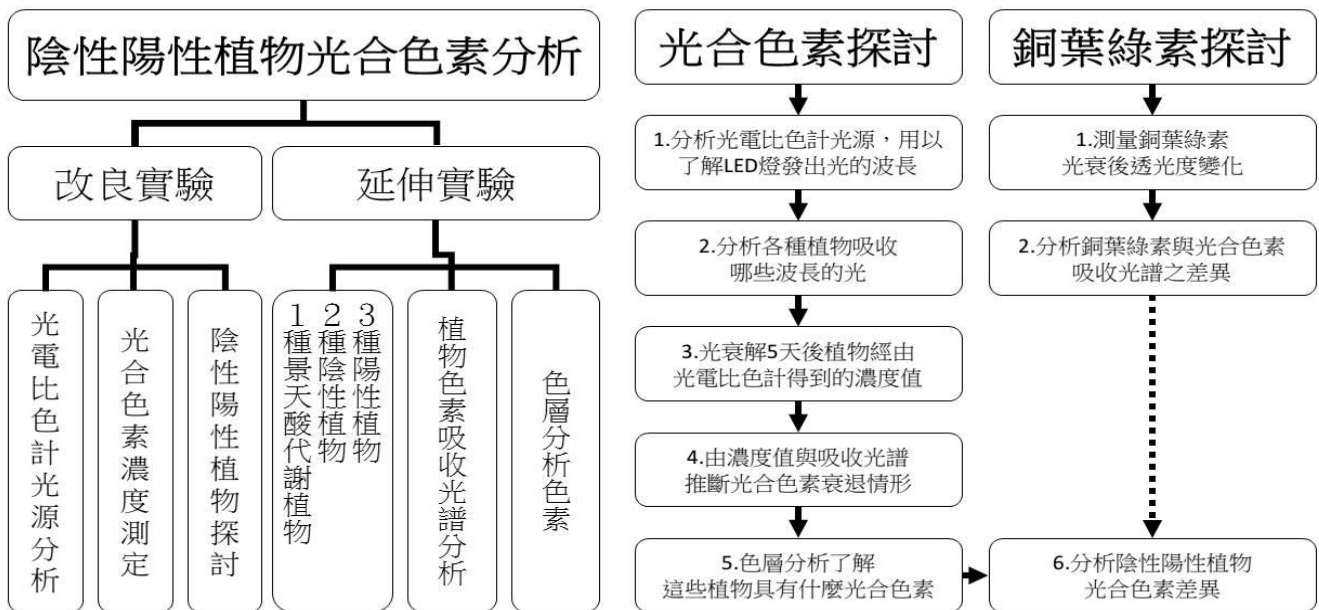 陰性陽性植物光合色素分析
改良實驗
延伸實驗
光電比色計光源分析
光合色素濃度測定
陰性陽性植物探討
3種陽性植物
2種陰性植物
1種景天酸代謝植物
植物色素吸收光譜分析
色層分析色素
光合色素探討
1.分析光電比色計光源，用以
了解LED燈發出光的波長
2.分析各種植物吸收
哪些波長的光
3.光衰解5天後植物經由
光電比色計得到的濃度值
4.由濃度值與吸收光譜
推斷光合色素衰退情形
5.色層分析了解
這些植物具有什麼光合色素
銅葉綠素探討
1.測量銅葉綠素
光衰後透光度變化
2.分析銅葉綠素與光合色素
吸收光譜之差異
6.分析陰性陽性植物
光合色素差異